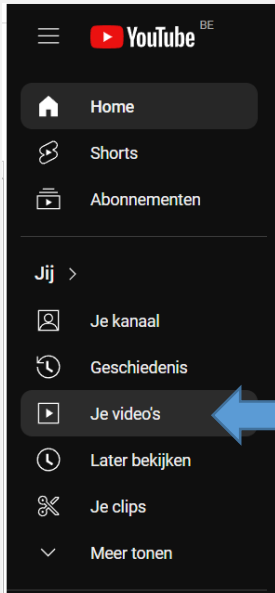 YouTube BE
Home
Shorts
Abonnementen
Jij
Je kanaal
Geschiedenis
Je video's
Later bekijken
Je clips
Meer tonen